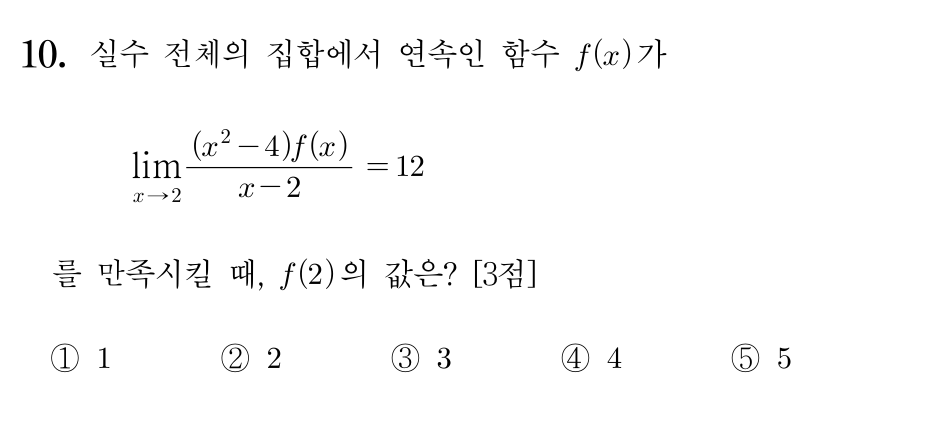 10. 실수 전체의 집합에서 연속인 함수 f(x)가
lim_{x→2} \frac{(x^2-4)f(x)}{x-2} = 12
를 만족시킬 때, f(2)의 값은? [3점]
① 1 ② 2 ③ 3 ④ 4 ⑤ 5